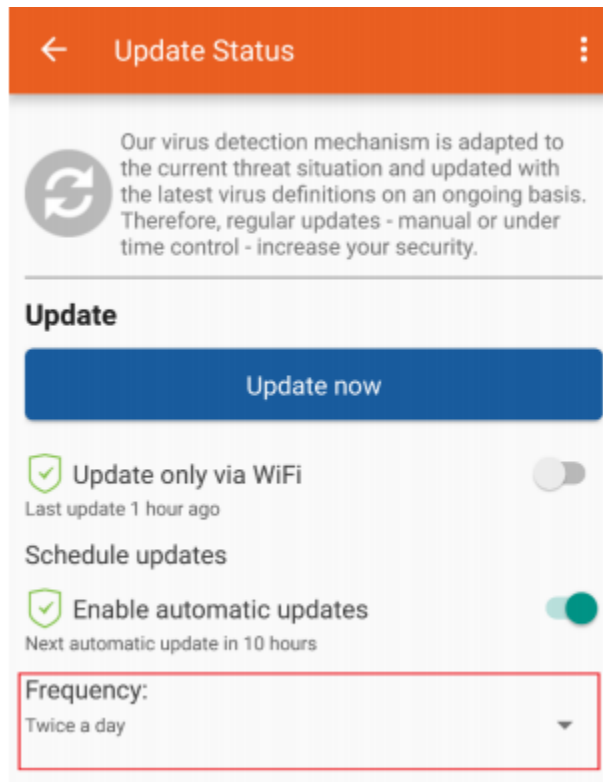 Update Status
Our virus detection mechanism is adapted to
the current threat situation and updated with
the latest virus definitions on an ongoing basis.
Therefore, regular updates - manual or under
time control - increase your security.
Update
Update now
Update only via WiFi
Last update 1 hour ago
Schedule updates
Enable automatic updates
Next automatic update in 10 hours
Frequency:
Twice a day